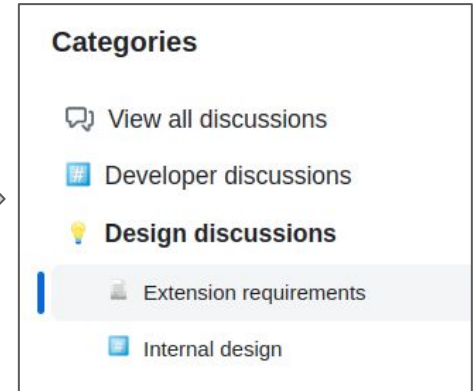 Categories
View all discussions
Developer discussions
Design discussions
Extension requirements
Internal design